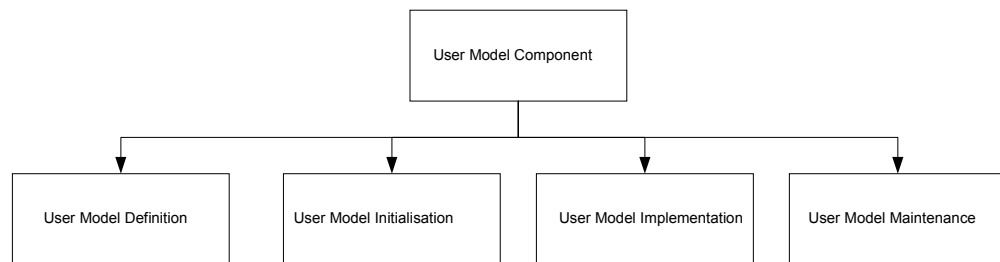 User Model Component
User Model Definition
User Model Initialisation
User Model Implementation
User Model Maintenance